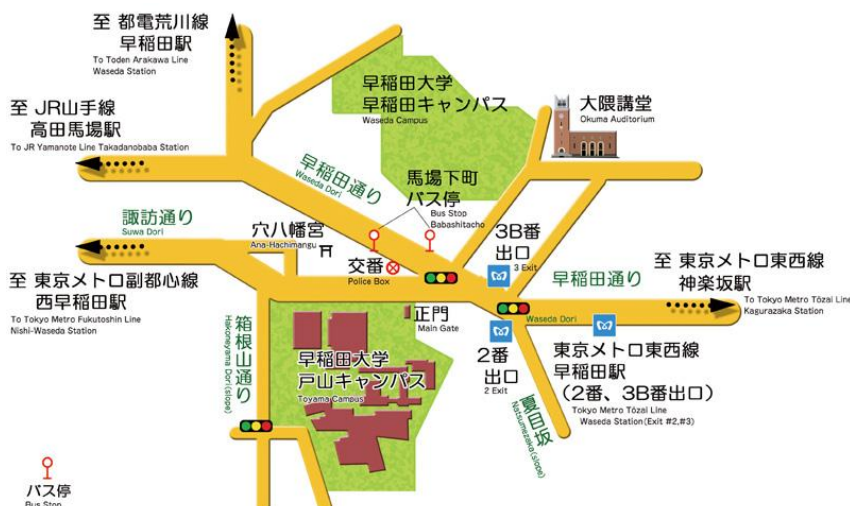 至 都電荒川線
早稲田駅
To Toden Arakawa Line
Waseda Station
至 JR山手線
高田馬場駅
To JR Yamanote Line Takadanobaba Station
早稲田大学
早稲田キャンパス
Waseda Campus
大隈講堂
Okuma Auditorium
早稲田通り
Waseda Dori
馬場下町
バス停
Bus Stop
Babashitacho
諏訪通り
Suwa Dori
穴八幡宮
Ana-Hachimangu
交番
Police Box
3B番
出口
3 Exit
早稲田通り
Waseda Dori
至 東京メトロ東西線
神楽坂駅
To Tokyo Metro Tōzai Line
Kagurazaka Station
至 東京メトロ副都心線
西早稲田駅
To Tokyo Metro Fukutoshin Line
Nishi-Waseda Station
箱根山通り
Hakoneyama Dori(slope)
正門
Main Gate
早稲田大学
戸山キャンパス
Toyama Campus
2番
出口
2 Exit
東京メトロ東西線
早稲田駅
(2番、3B番出口)
Tokyo Metro Tōzai Line
Waseda Station(Exit #2,#3)
Natsumezaka(slope)
バス停
Bus Stop